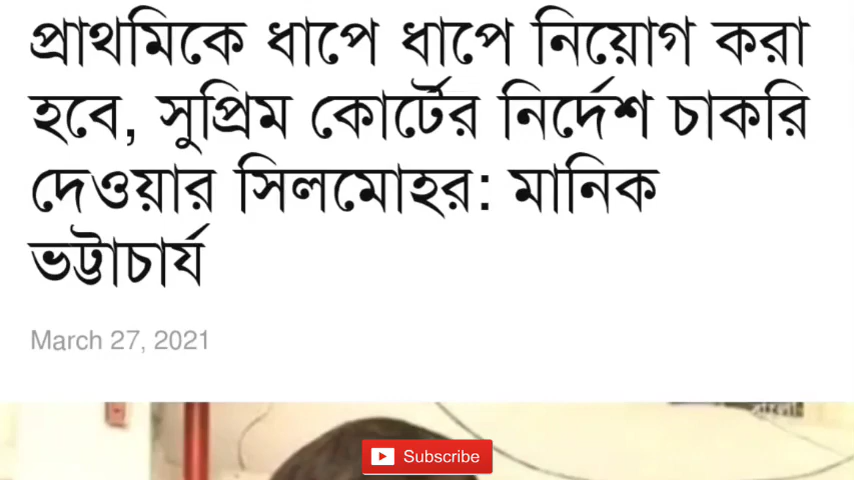 প্রাথমিকে ধাপে ধাপে নিয়োগ করা
হবে, সুপ্রিম কোর্টের নির্দেশ চাকরি
দেওয়ার সিলমোহর: মানিক
ভট্টাচার্য
March 27, 2021
Subscribe